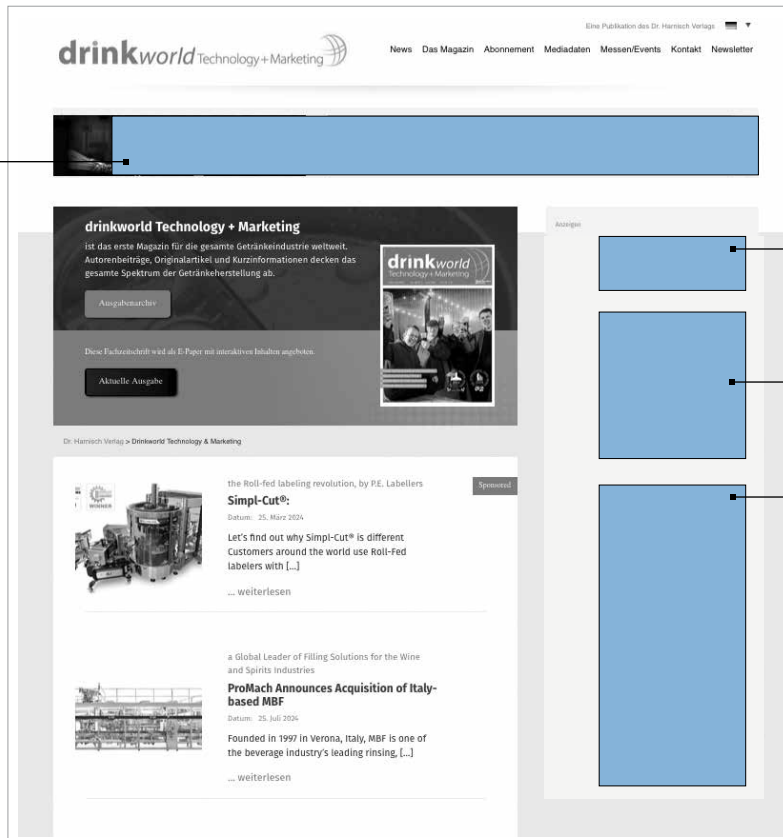 Eine Publikation des Dr. Harnisch Verlags
drinkworld Technology + Marketing
News Das Magazin Abonnement Mediadaten Messen/Events Kontakt Newsletter
drinkworld Technology + Marketing
ist das erste Magazin für die gesamte Getränkeindustrie weltweit.
Autorenbeiträge, Originalartikel und Kurzinformationen decken das
gesamte Spektrum der Getränkeherstellung ab.
Ausgabenarchiv
drinkworld
Technology + Marketing
Diese Fachzeitschrift wird als E-Paper mit interaktiven Inhalten angeboten.
Aktuelle Ausgabe
Anzeigen
Dr. Harnisch Verlag > Drinkworld Technology & Marketing
WINNER
the Roll-fed labeling revolution, by P.E. Labellers
Sponsored
Simpl-Cut®:
Datum: 25. März 2024
Let's find out why Simpl-Cut® is different
Customers around the world use Roll-Fed
labelers with [...]
... weiterlesen
a Global Leader of Filling Solutions for the Wine
and Spirits Industries
ProMach Announces Acquisition of Italy-
based MBF
Datum: 25. Juli 2024
Founded in 1997 in Verona, Italy, MBF is one of
the beverage industry's leading rinsing, [...]
... weiterlesen